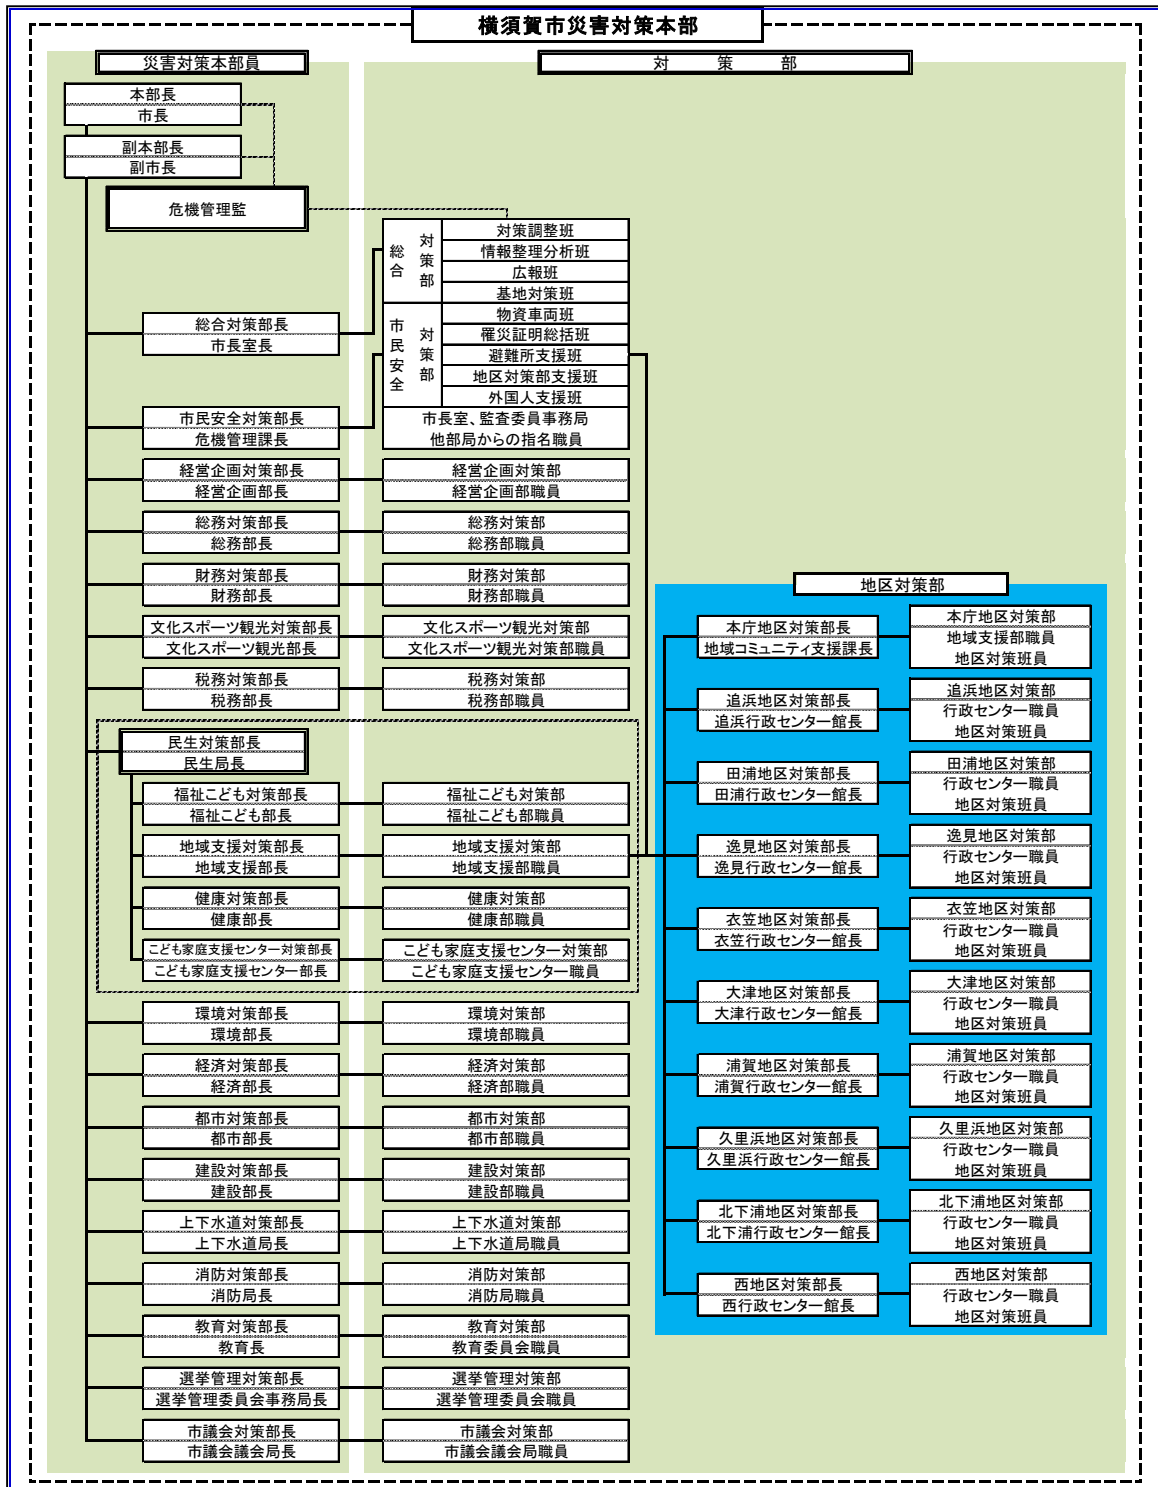 横須賀市災害対策本部
災害対策本部員
対 策 部
本部長
市長
副本部長
副市長
危機管理監
総合対策部
対策調整班
情報整理分析班
広報班
基地対策班
市民安全対策部
物資車両班
罹災証明総括班
避難所支援班
地区対策部支援班
外国人支援班
市長室、監査委員事務局
他部局からの指名職員
総合対策部長
市長室長
市民安全対策部長
危機管理課長
経営企画対策部長
経営企画部長
経営企画対策部
経営企画部職員
総務対策部長
総務部長
総務対策部
総務部職員
財務対策部長
財務部長
財務対策部
財務部職員
文化スポーツ観光対策部長
文化スポーツ観光部長
文化スポーツ観光対策部
文化スポーツ観光対策部職員
税務対策部長
税務部長
税務対策部
税務部職員
民生対策部長
民生局長
福祉こども対策部長
福祉こども部長
福祉こども対策部
福祉こども部職員
地域支援対策部長
地域支援部長
地域支援対策部
地域支援部職員
健康対策部長
健康部長
健康対策部
健康部職員
こども家庭支援センター対策部長
こども家庭支援センター部長
こども家庭支援センター対策部
こども家庭支援センター職員
環境対策部長
環境部長
環境対策部
環境部職員
経済対策部長
経済部長
経済対策部
経済部職員
都市対策部長
都市部長
都市対策部
都市部職員
建設対策部長
建設部長
建設対策部
建設部職員
上下水道対策部長
上下水道局長
上下水道対策部
上下水道局職員
消防対策部長
消防局長
消防対策部
消防局職員
教育対策部長
教育長
教育対策部
教育委員会職員
選挙管理対策部長
選挙管理委員会事務局長
選挙管理対策部
選挙管理委員会職員
市議会対策部長
市議会議会局長
市議会対策部
市議会議会局職員
地区対策部
本庁地区対策部長
地域コミュニティ支援課長
本庁地区対策部
地域支援部職員
地区対策班員
追浜地区対策部長
追浜行政センター館長
追浜地区対策部
行政センター職員
地区対策班員
田浦地区対策部長
田浦行政センター館長
田浦地区対策部
行政センター職員
地区対策班員
逸見地区対策部長
逸見行政センター館長
逸見地区対策部
行政センター職員
地区対策班員
衣笠地区対策部長
衣笠行政センター館長
衣笠地区対策部
行政センター職員
地区対策班員
大津地区対策部長
大津行政センター館長
大津地区対策部
行政センター職員
地区対策班員
浦賀地区対策部長
浦賀行政センター館長
浦賀地区対策部
行政センター職員
地区対策班員
久里浜地区対策部長
久里浜行政センター館長
久里浜地区対策部
行政センター職員
地区対策班員
北下浦地区対策部長
北下浦行政センター館長
北下浦地区対策部
行政センター職員
地区対策班員
西地区対策部長
西行政センター館長
西地区対策部
行政センター職員
地区対策班員